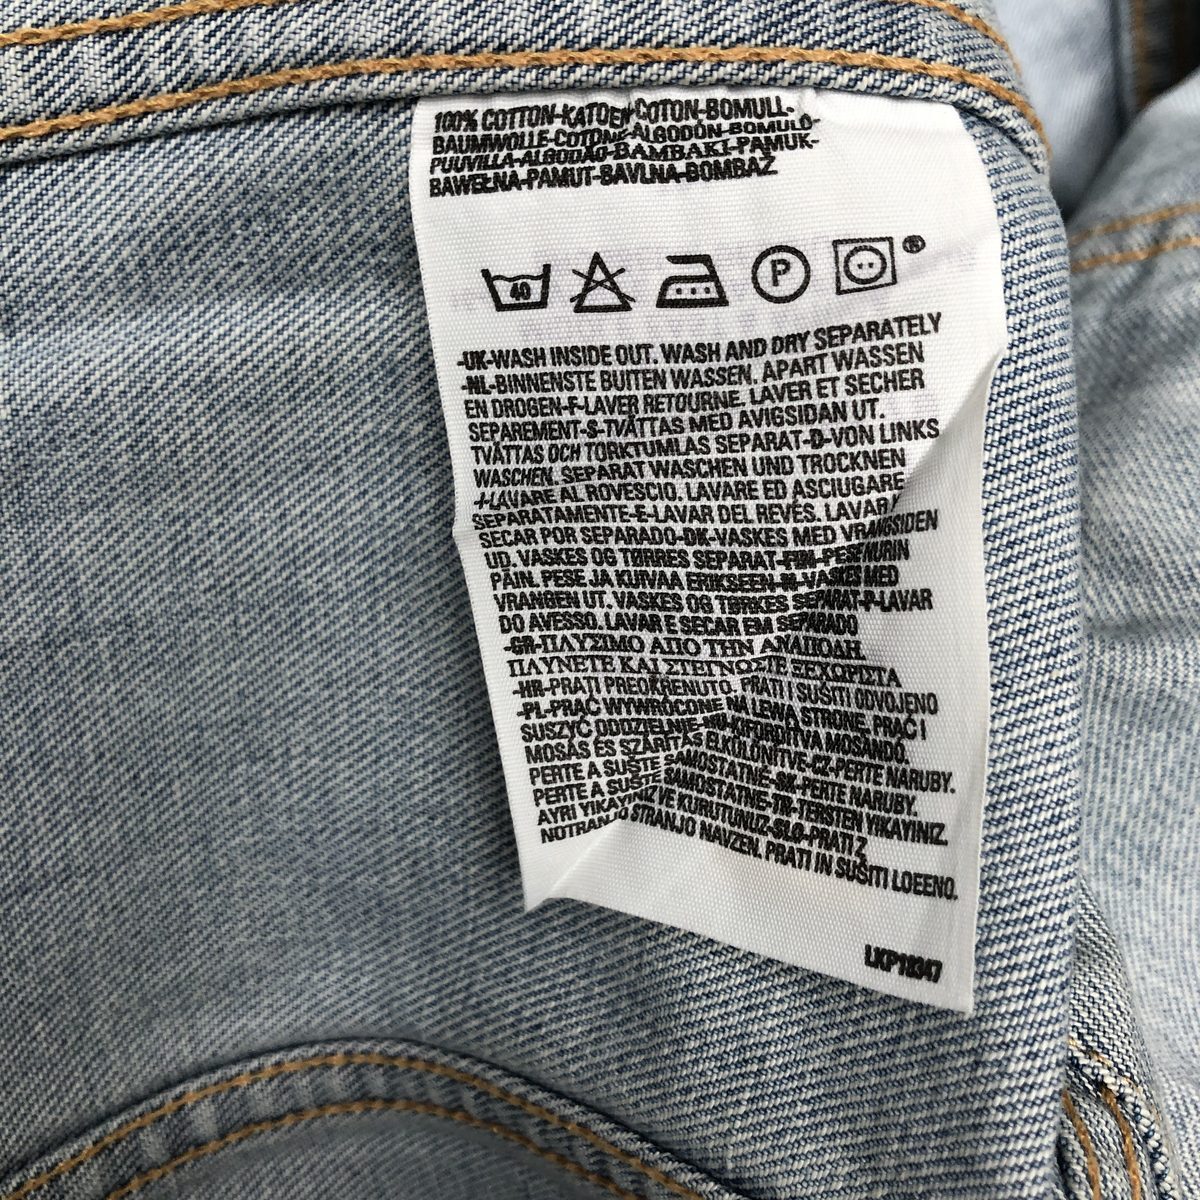 100% COTTON-KATOEN-COTON-BOMULL-
BAUMWOLLE-COTONE-ALGODÓN-BOMULD-
PUUVILLA-ALGODÃO-BAMBAKI-PAMUK-
BAWEŁNA-PAMUT-BAVLNA-BOMBAŽ
40 P ®
-UK-WASH INSIDE OUT. WASH AND DRY SEPARATELY
-NL-BINNENSTE BUITEN WASSEN. APART WASSEN
EN DROGEN-F-LAVER RETOURNE. LAVER ET SECHER
SEPAREMENT-S-TVÄTTAS MED AVIGSIDAN UT.
TVÄTTAS OCH TORKTUMLAS SEPARAT-D-VON LINKS
WASCHEN. SEPARAT WASCHEN UND TROCKNEN
-I-LAVARE AL ROVESCIO. LAVARE ED ASCIUGARE
SEPARATAMENTE-E-LAVAR DEL REVÉS. LAVAR
SECAR POR SEPARADO-DK-VASKES MED VRANGSIDEN
UD. VASKES OG TØRRES SEPARAT-FIN-PESE NURIN
PÄIN. PESE JA KUIVAA ERIKSEEN-N-VASKES MED
VRANGEN UT. VASKES OG TØRKES SEPARAT-P-LAVAR
DO AVESSO. LAVAR E SECAR EM SEPARADO
-GR-ΠΛΥΣΙΜΟ ΑΠΟ ΤΗΝ ΑΝΑΠΟΔΗ.
ΠΛΥΝΕΤΕ ΚΑΙ ΣΤΕΓΝΩΣΤΕ ΞΕΧΩΡΙΣΤΑ
-HR-PRATI PREOKRENUTO. PRATI I SUŠITI ODVOJENO
-PL-PRAĆ WYWRÓCONE NA LEWĄ STRONĘ. PRAĆ I
SUSZYĆ ODDZIELNIE-HU-KIFORDÍTVA MOSANDÓ.
MOSÁS ÉS SZÁRÍTÁS ELKÜLÖNÍTVE-CZ-PERTE NARUBY.
PERTE A SUŠTE SAMOSTATNĚ-SK-PERTE NARUBY.
PERTE A SUŠTE SAMOSTATNE-TR-TERSTEN YIKAYINIZ.
AYRI YIKAYINIZ VE KURUTUNUZ-SLO-PRATI Z
NOTRANJO STRANJO NAVZEN. PRATI IN SUŠITI LOEENO.